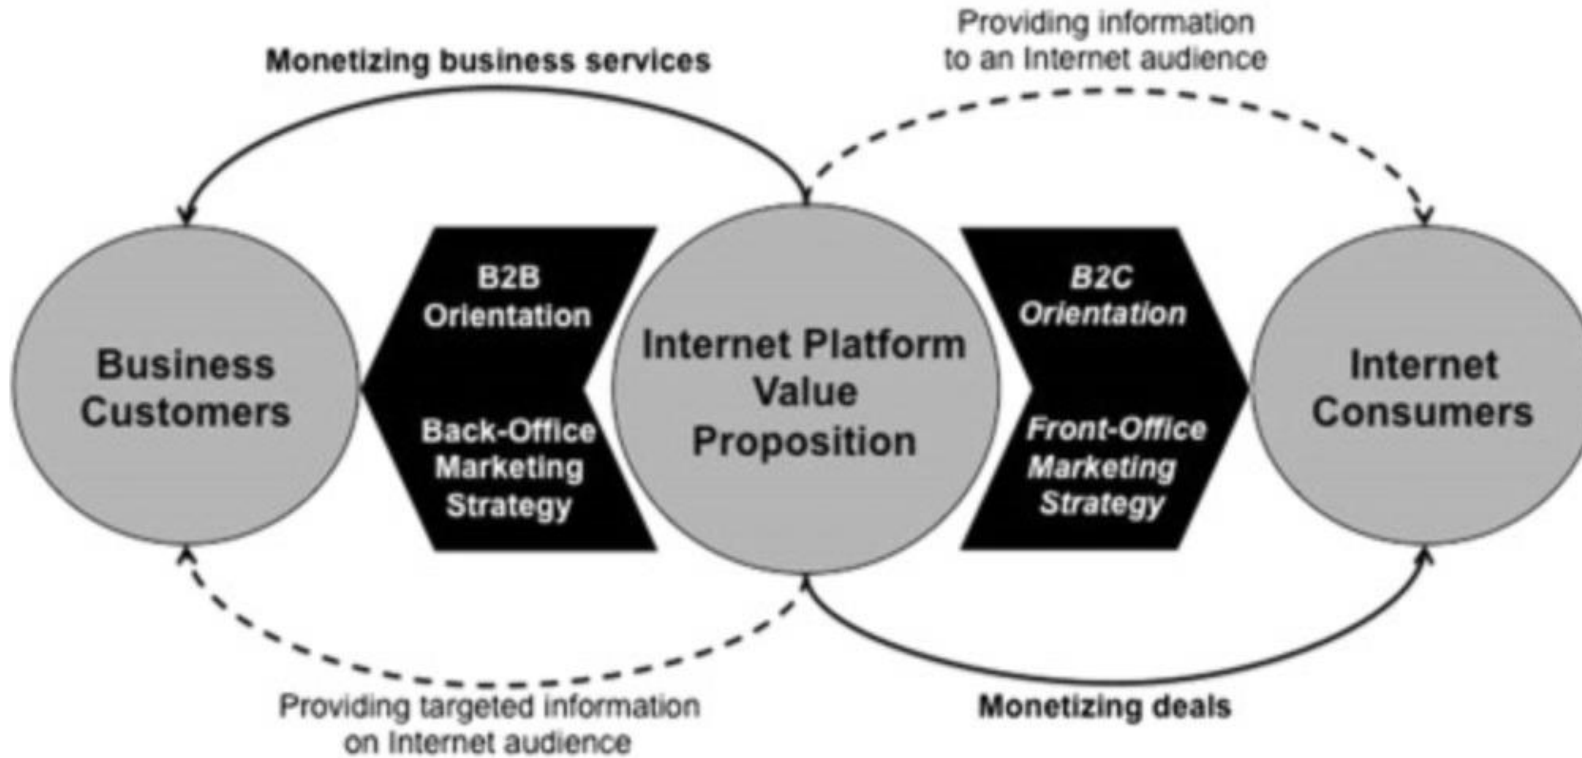 Providing information
to an Internet audience
Monetizing business services
B2B
Orientation
B2C
Orientation
Business
Customers
Internet Platform
Value
Proposition
Internet
Consumers
Back-Office
Marketing
Strategy
Front-Office
Marketing
Strategy
Providing targeted information
on Internet audience
Monetizing deals